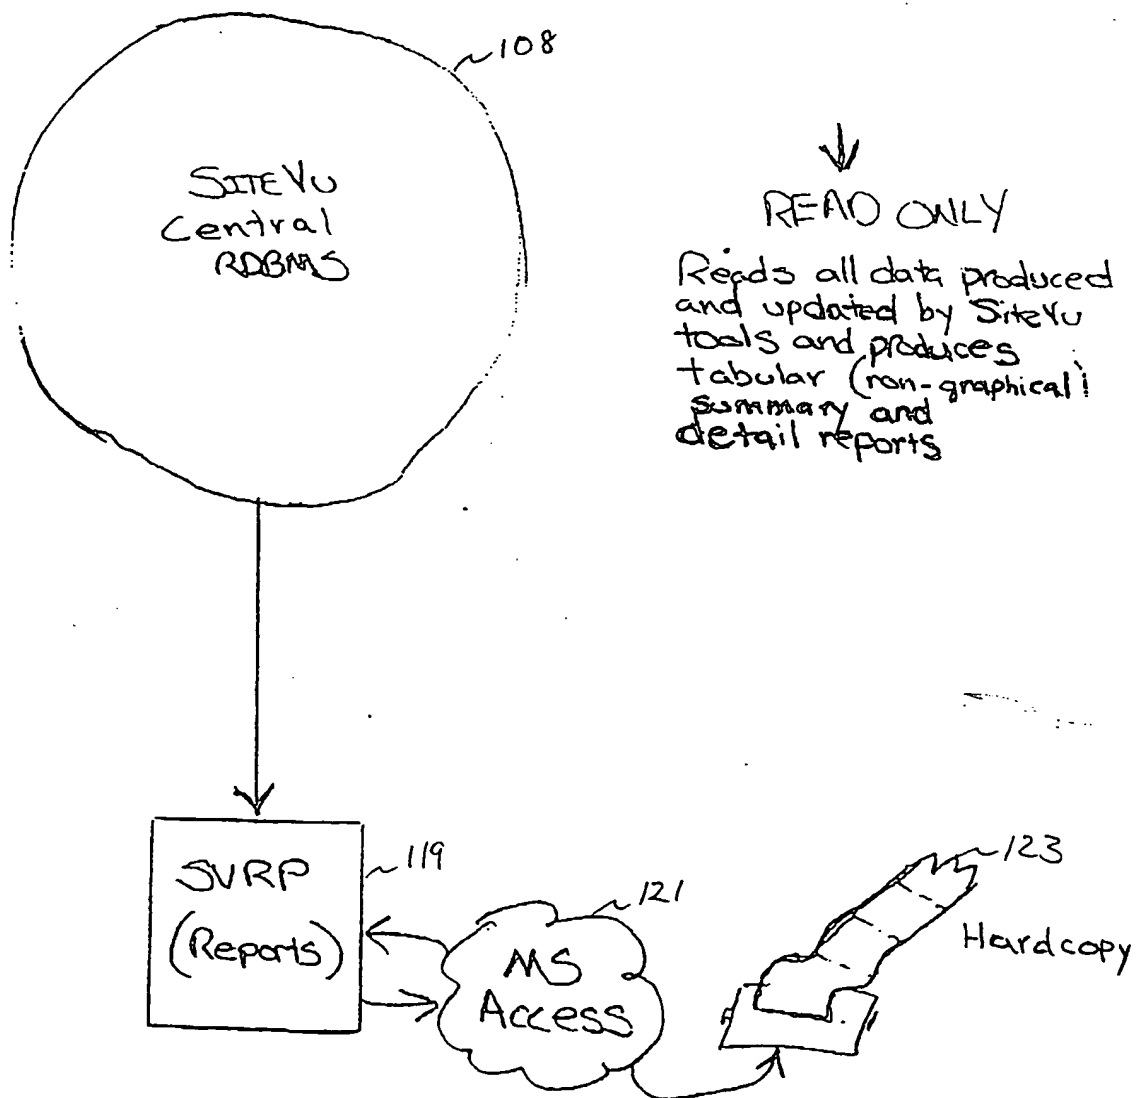 108
SITEVU
Central
RDBMS
READ ONLY
Reads all data produced
and updated by SiteVu
tools and produces
tabular (non-graphical)
summary and
detail reports
SVRP
(Reports)
119
121
MS
Access
123
Hardcopy